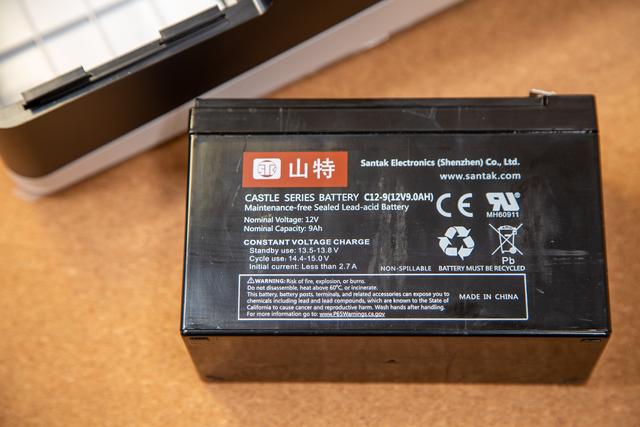 山特
Santak Electronics (Shenzhen) Co., Ltd.
www.santak.com
CASTLE SERIES BATTERY C12-9(12V9.0AH)
Maintenance-free Sealed Lead-acid Battery
Nominal Voltage: 12V
Nominal Capacity: 9Ah
CE
MH60911
CONSTANT VOLTAGE CHARGE
Standby use: 13.5-13.8 V
Cycle use: 14.4-15.0 V
Initial current: Less than 2.7 A
Pb
NON-SPILLABLE BATTERY MUST BE RECYCLED
WARNING: Risk of fire, explosion, or burns.
Do not disassemble, heat above 60°C, or incinerate.
This battery, battery posts, terminals, and related accessories can expose you to
chemicals including lead and lead compounds, which are known to the State of
California to cause cancer and reproductive harm. Wash hands after handling.
For more information go to: www.P65Warnings.ca.gov
MADE IN CHINA